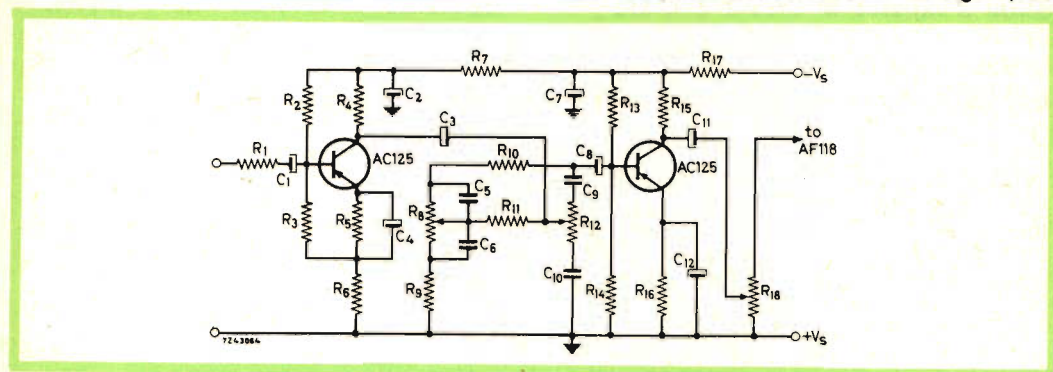 R7
R17
−Vs
R2
R4
C2
C7
R13
R15
C3
C11
to
AF118
R10
C8
R1
C1
AC125
AC125
C5
C9
R3
R5
C4
R8
R11
R12
C6
C12
R18
C10
R6
R9
R14
R16
7Z43064
+Vs